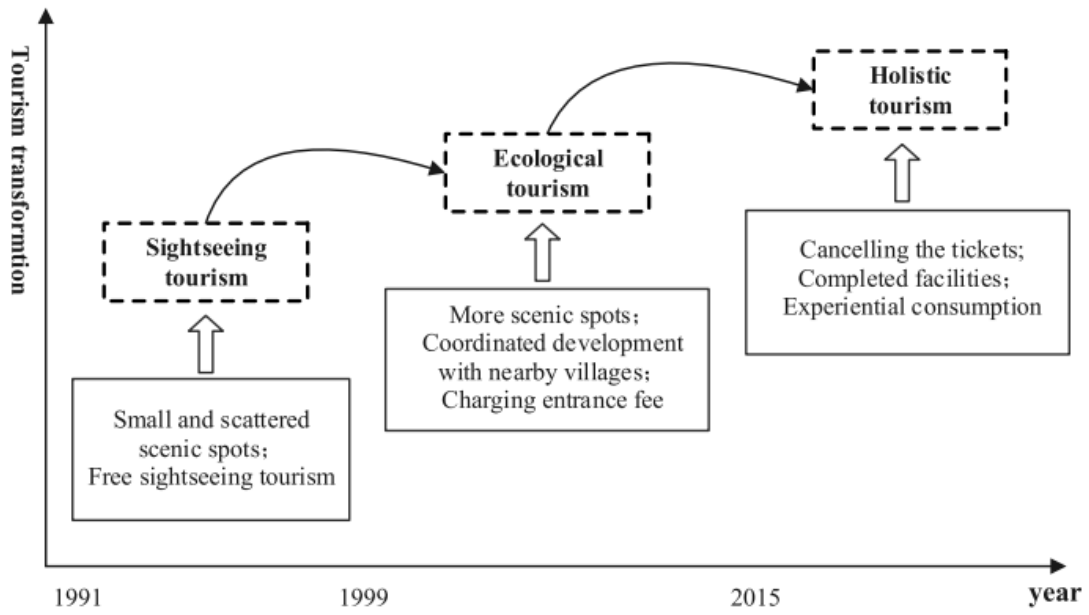 Tourism transformtion
Holistic
tourism
Ecological
tourism
Sightseeing
tourism
Cancelling the tickets;
Completed facilities;
Experiential consumption
More scenic spots;
Coordinated development
with nearby villages;
Charging entrance fee
Small and scattered
scenic spots;
Free sightseeing tourism
1991
1999
2015
year